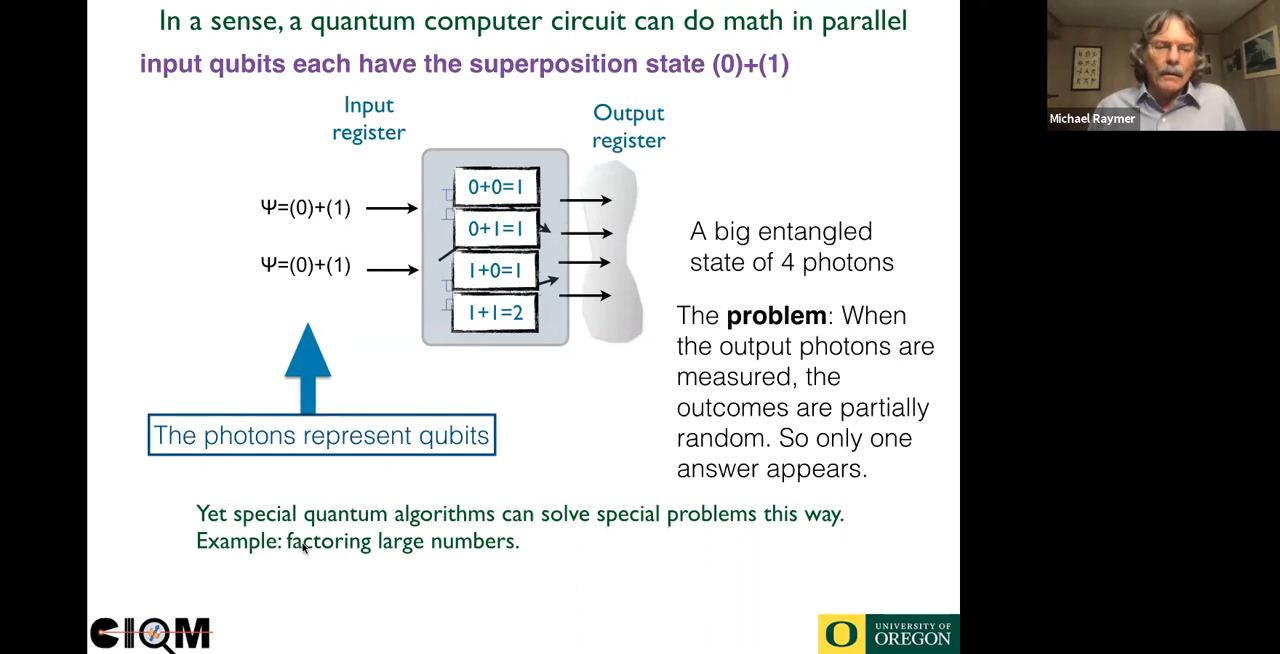 In a sense, a quantum computer circuit can do math in parallel
input qubits each have the superposition state (0)+(1)
Input
register
Output
register
Ψ=(0)+(1)
Ψ=(0)+(1)
0+0=1
0+1=1
1+0=1
1+1=2
A big entangled
state of 4 photons
The problem: When
the output photons are
measured, the
outcomes are partially
random. So only one
answer appears.
The photons represent qubits
Yet special quantum algorithms can solve special problems this way.
Example: factoring large numbers.
CIQM
O
UNIVERSITY OF
OREGON
Michael Raymer